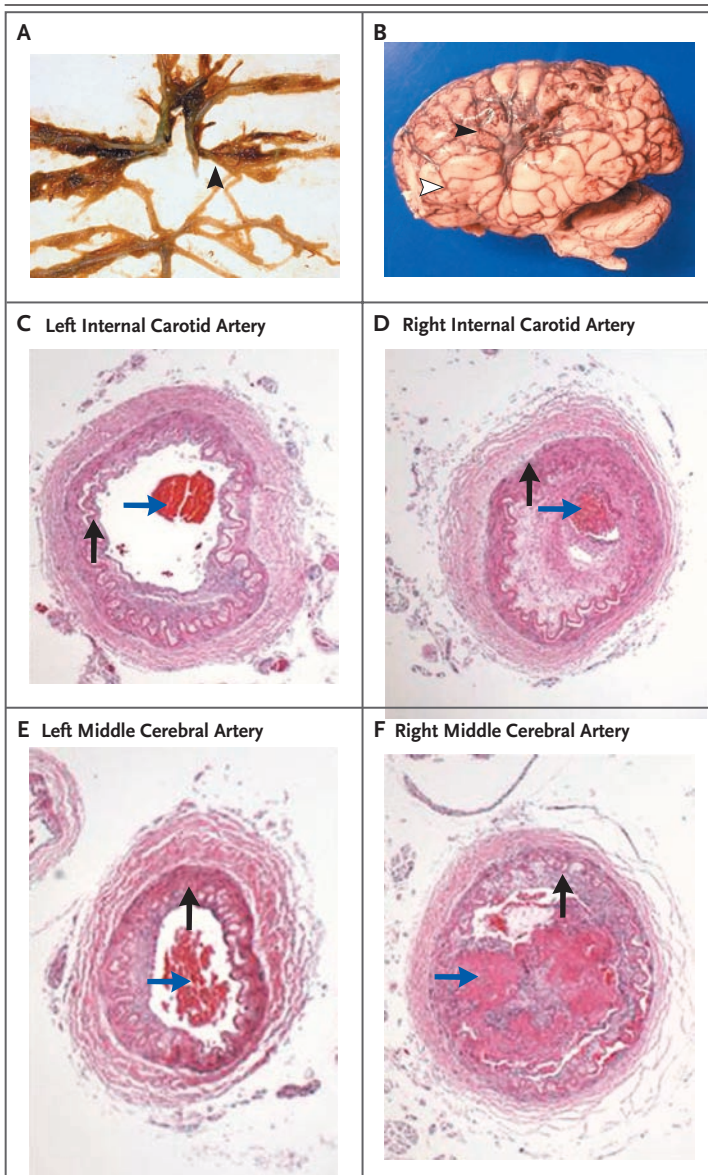 A
B
C Left Internal Carotid Artery
D Right Internal Carotid Artery
E Left Middle Cerebral Artery
F Right Middle Cerebral Artery